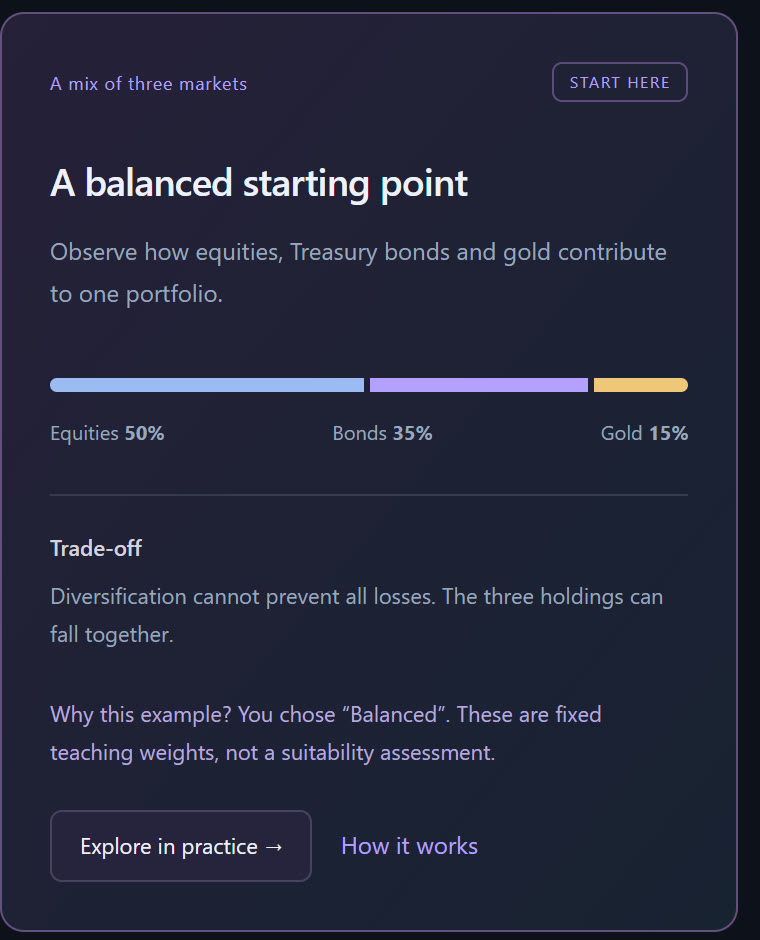 A mix of three markets
START HERE
A balanced starting point
Observe how equities, Treasury bonds and gold contribute
to one portfolio.
Equities 50%
Bonds 35%
Gold 15%
Trade-off
Diversification cannot prevent all losses. The three holdings can
fall together.
Why this example? You chose “Balanced”. These are fixed
teaching weights, not a suitability assessment.
Explore in practice →
How it works